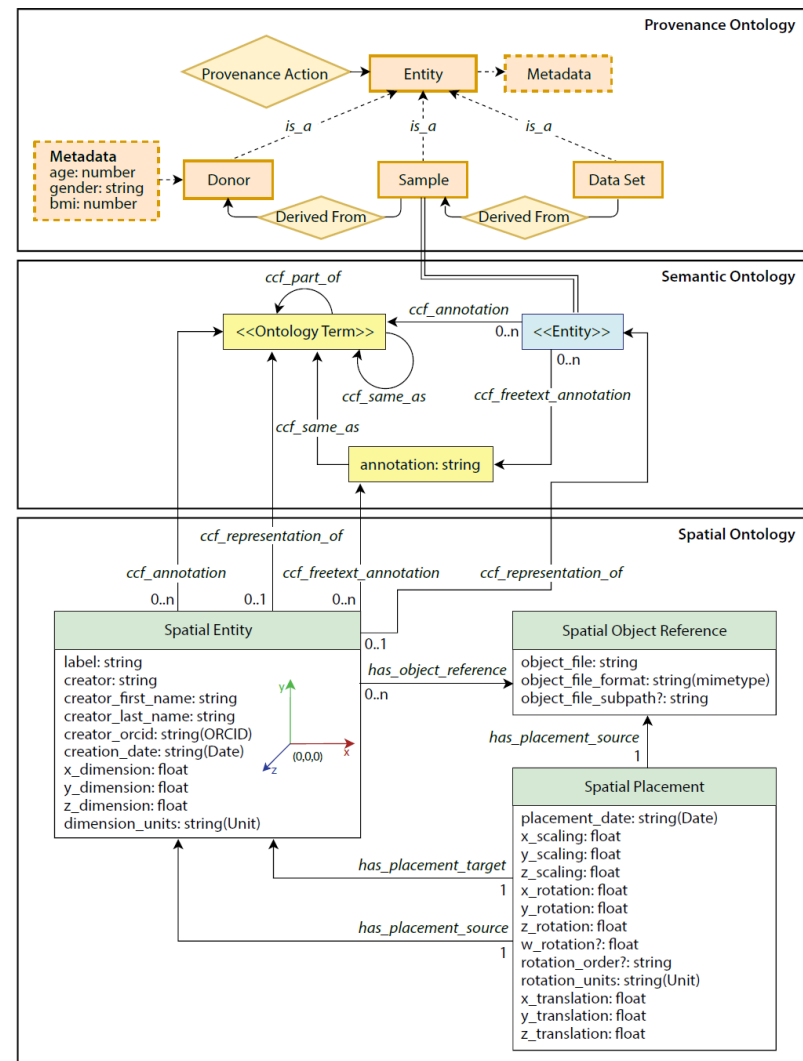 Provenance Ontology
Provenance Action
Entity
Metadata
is_a
is_a
is_a
Metadata
age: number
gender: string
bmi: number
Donor
Sample
Data Set
Derived From
Derived From
Semantic Ontology
ccf_part_of
ccf_annotation
<<Ontology Term>>
0..n
<<Entity>>
0..n
ccf_same_as
ccf_freetext_annotation
ccf_same_as
annotation: string
Spatial Ontology
ccf_representation_of
ccf_annotation
ccf_freetext_annotation
ccf_representation_of
0..n
0..1
0..n
0..1
Spatial Entity
label: string
creator: string
creator_first_name: string
creator_last_name: string
creator_orcid: string(ORCID)
creation_date: string(Date)
x_dimension: float
y_dimension: float
z_dimension: float
dimension_units: string(Unit)
y
x
z
(0,0,0)
has_object_reference
0..n
Spatial Object Reference
object_file: string
object_file_format: string(mimetype)
object_file_subpath?: string
has_placement_source
1
Spatial Placement
placement_date: string(Date)
x_scaling: float
y_scaling: float
z_scaling: float
x_rotation: float
y_rotation: float
z_rotation: float
w_rotation?: float
rotation_order?: string
rotation_units: string(Unit)
x_translation: float
y_translation: float
z_translation: float
has_placement_target
1
has_placement_source
1